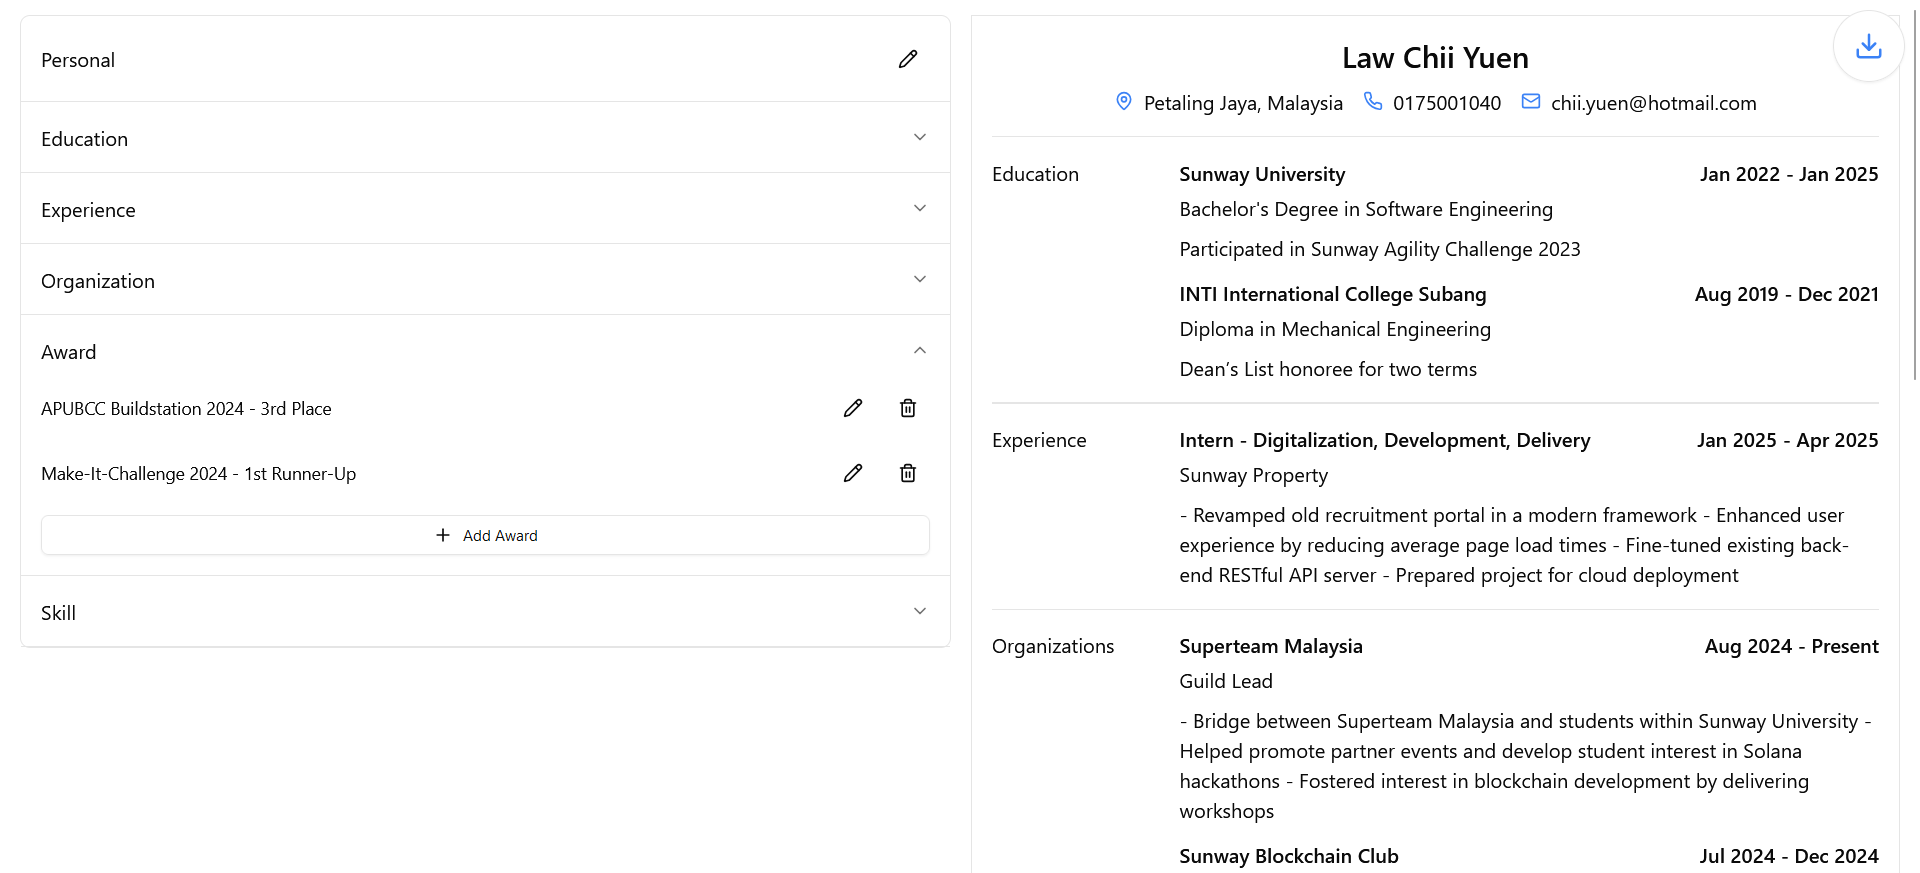 Personal
Education
Experience
Organization
Award
APUBCC Buildstation 2024 - 3rd Place
Make-It-Challenge 2024 - 1st Runner-Up
Add Award
Skill
Law Chii Yuen
Petaling Jaya, Malaysia 0175001040 chii.yuen@hotmail.com
Education Sunway University Jan 2022 - Jan 2025
Bachelor's Degree in Software Engineering
Participated in Sunway Agility Challenge 2023
INTI International College Subang Aug 2019 - Dec 2021
Diploma in Mechanical Engineering
Dean’s List honoree for two terms
Experience Intern - Digitalization, Development, Delivery Jan 2025 - Apr 2025
Sunway Property
- Revamped old recruitment portal in a modern framework - Enhanced user
experience by reducing average page load times - Fine-tuned existing back-
end RESTful API server - Prepared project for cloud deployment
Organizations Superteam Malaysia Aug 2024 - Present
Guild Lead
- Bridge between Superteam Malaysia and students within Sunway University -
Helped promote partner events and develop student interest in Solana
hackathons - Fostered interest in blockchain development by delivering
workshops
Sunway Blockchain Club Jul 2024 - Dec 2024